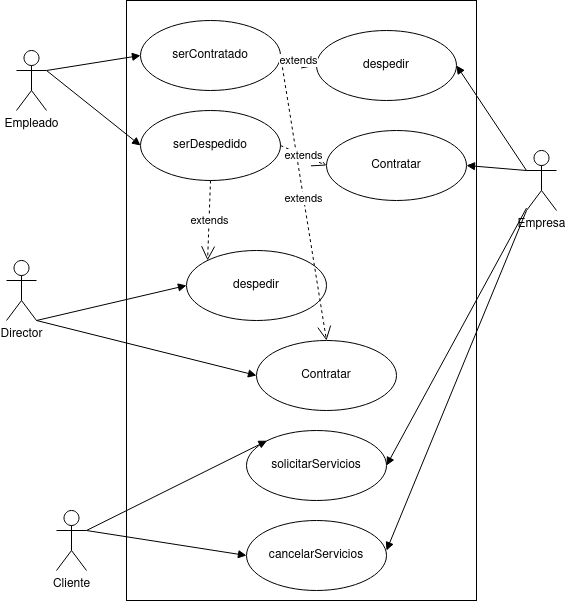 serContratado
extends
despedir
Empleado
serDespedido
extends
Contratar
extends
Empresa
extends
despedir
Director
Contratar
solicitarServicios
cancelarServicios
Cliente